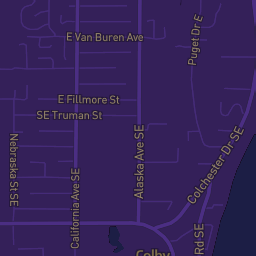 E Van Buren Ave
Puget Dr E
E Fillmore St
SE Truman St
Nebraska St SE
California Ave SE
Alaska Ave SE
Colchester Dr SE
Rd SE
Colby